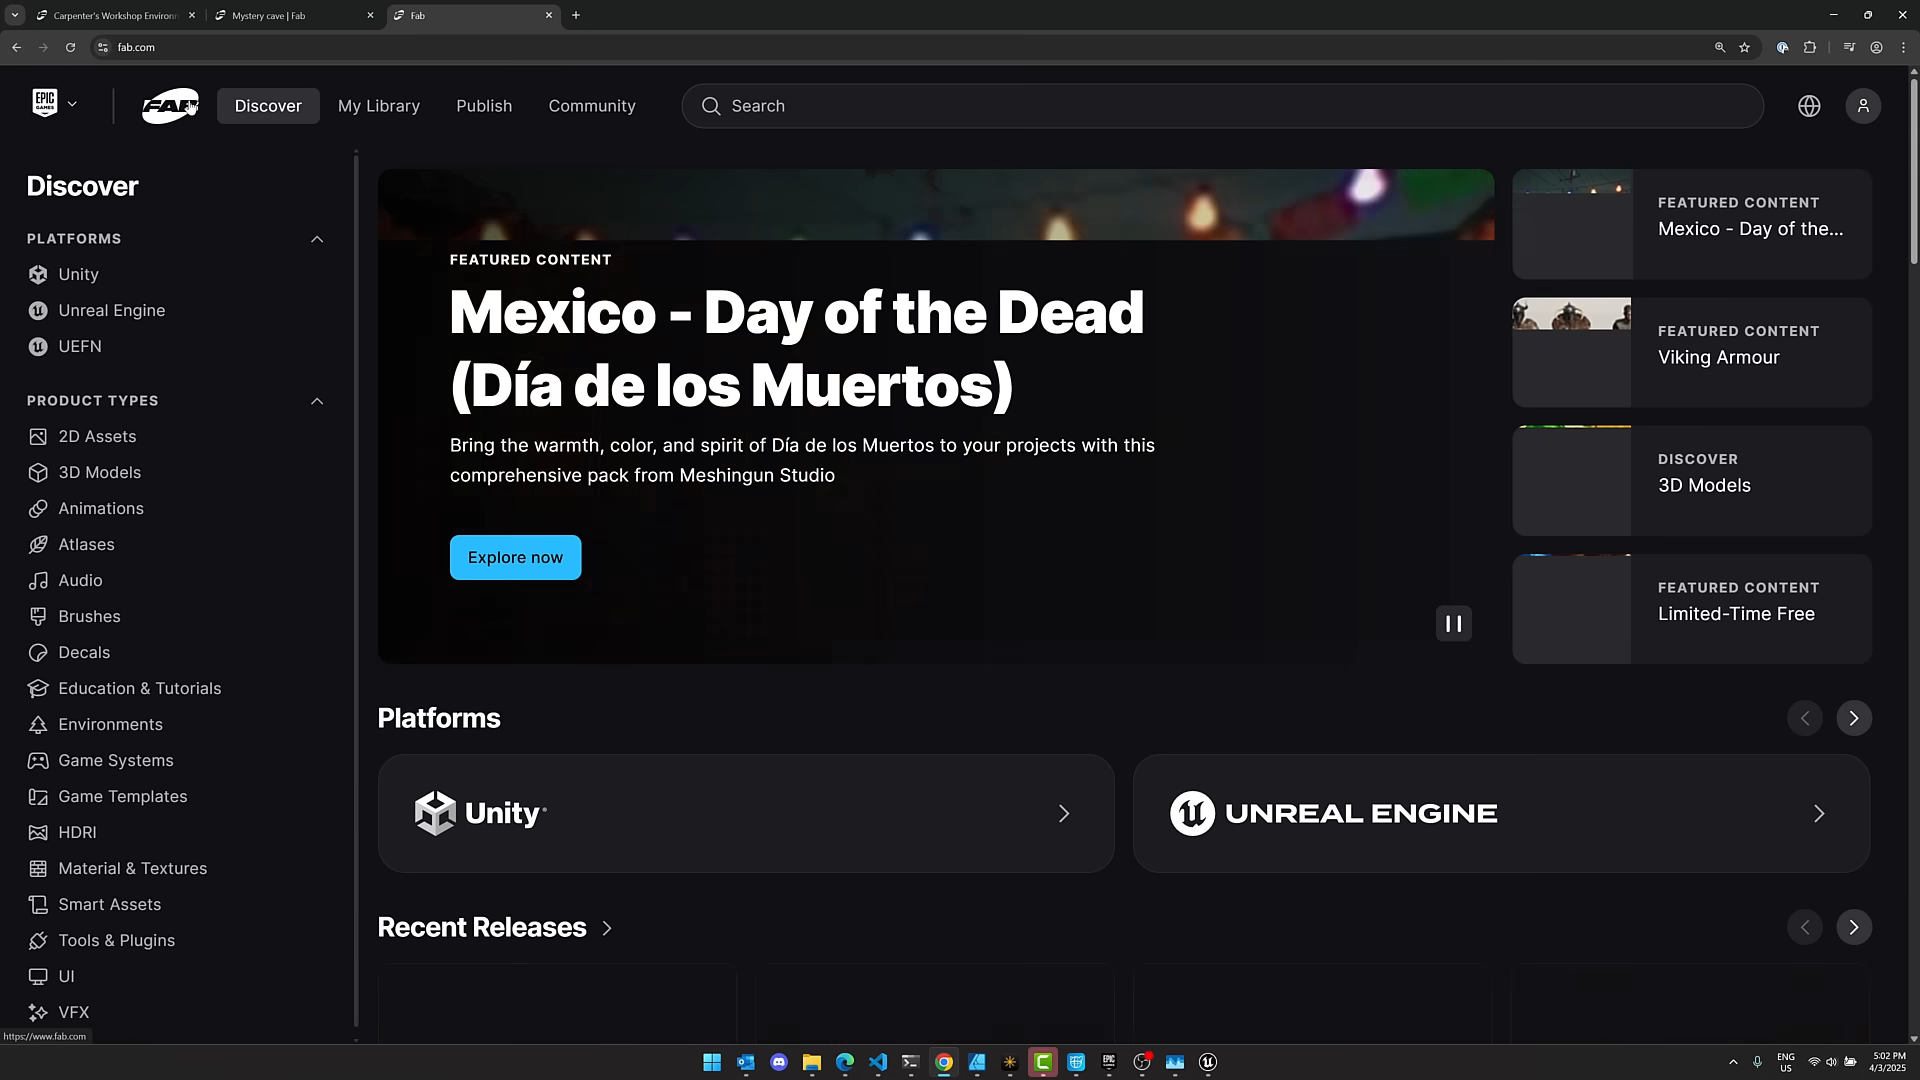 Carpenter's Workshop Environ
Mystery cave | Fab
Fab
fab.com
EPIC
GAMES
FAB
Discover
My Library
Publish
Community
Search
Discover
PLATFORMS
Unity
Unreal Engine
UEFN
PRODUCT TYPES
2D Assets
3D Models
Animations
Atlases
Audio
Brushes
Decals
Education & Tutorials
Environments
Game Systems
Game Templates
HDRI
Material & Textures
Smart Assets
Tools & Plugins
UI
VFX
https://www.fab.com
FEATURED CONTENT
Mexico - Day of the Dead
(Día de los Muertos)
Bring the warmth, color, and spirit of Día de los Muertos to your projects with this
comprehensive pack from Meshingun Studio
Explore now
FEATURED CONTENT
Mexico - Day of the...
FEATURED CONTENT
Viking Armour
DISCOVER
3D Models
FEATURED CONTENT
Limited-Time Free
Platforms
Unity
UNREAL ENGINE
Recent Releases
ENG
US
5:02 PM
4/3/2025